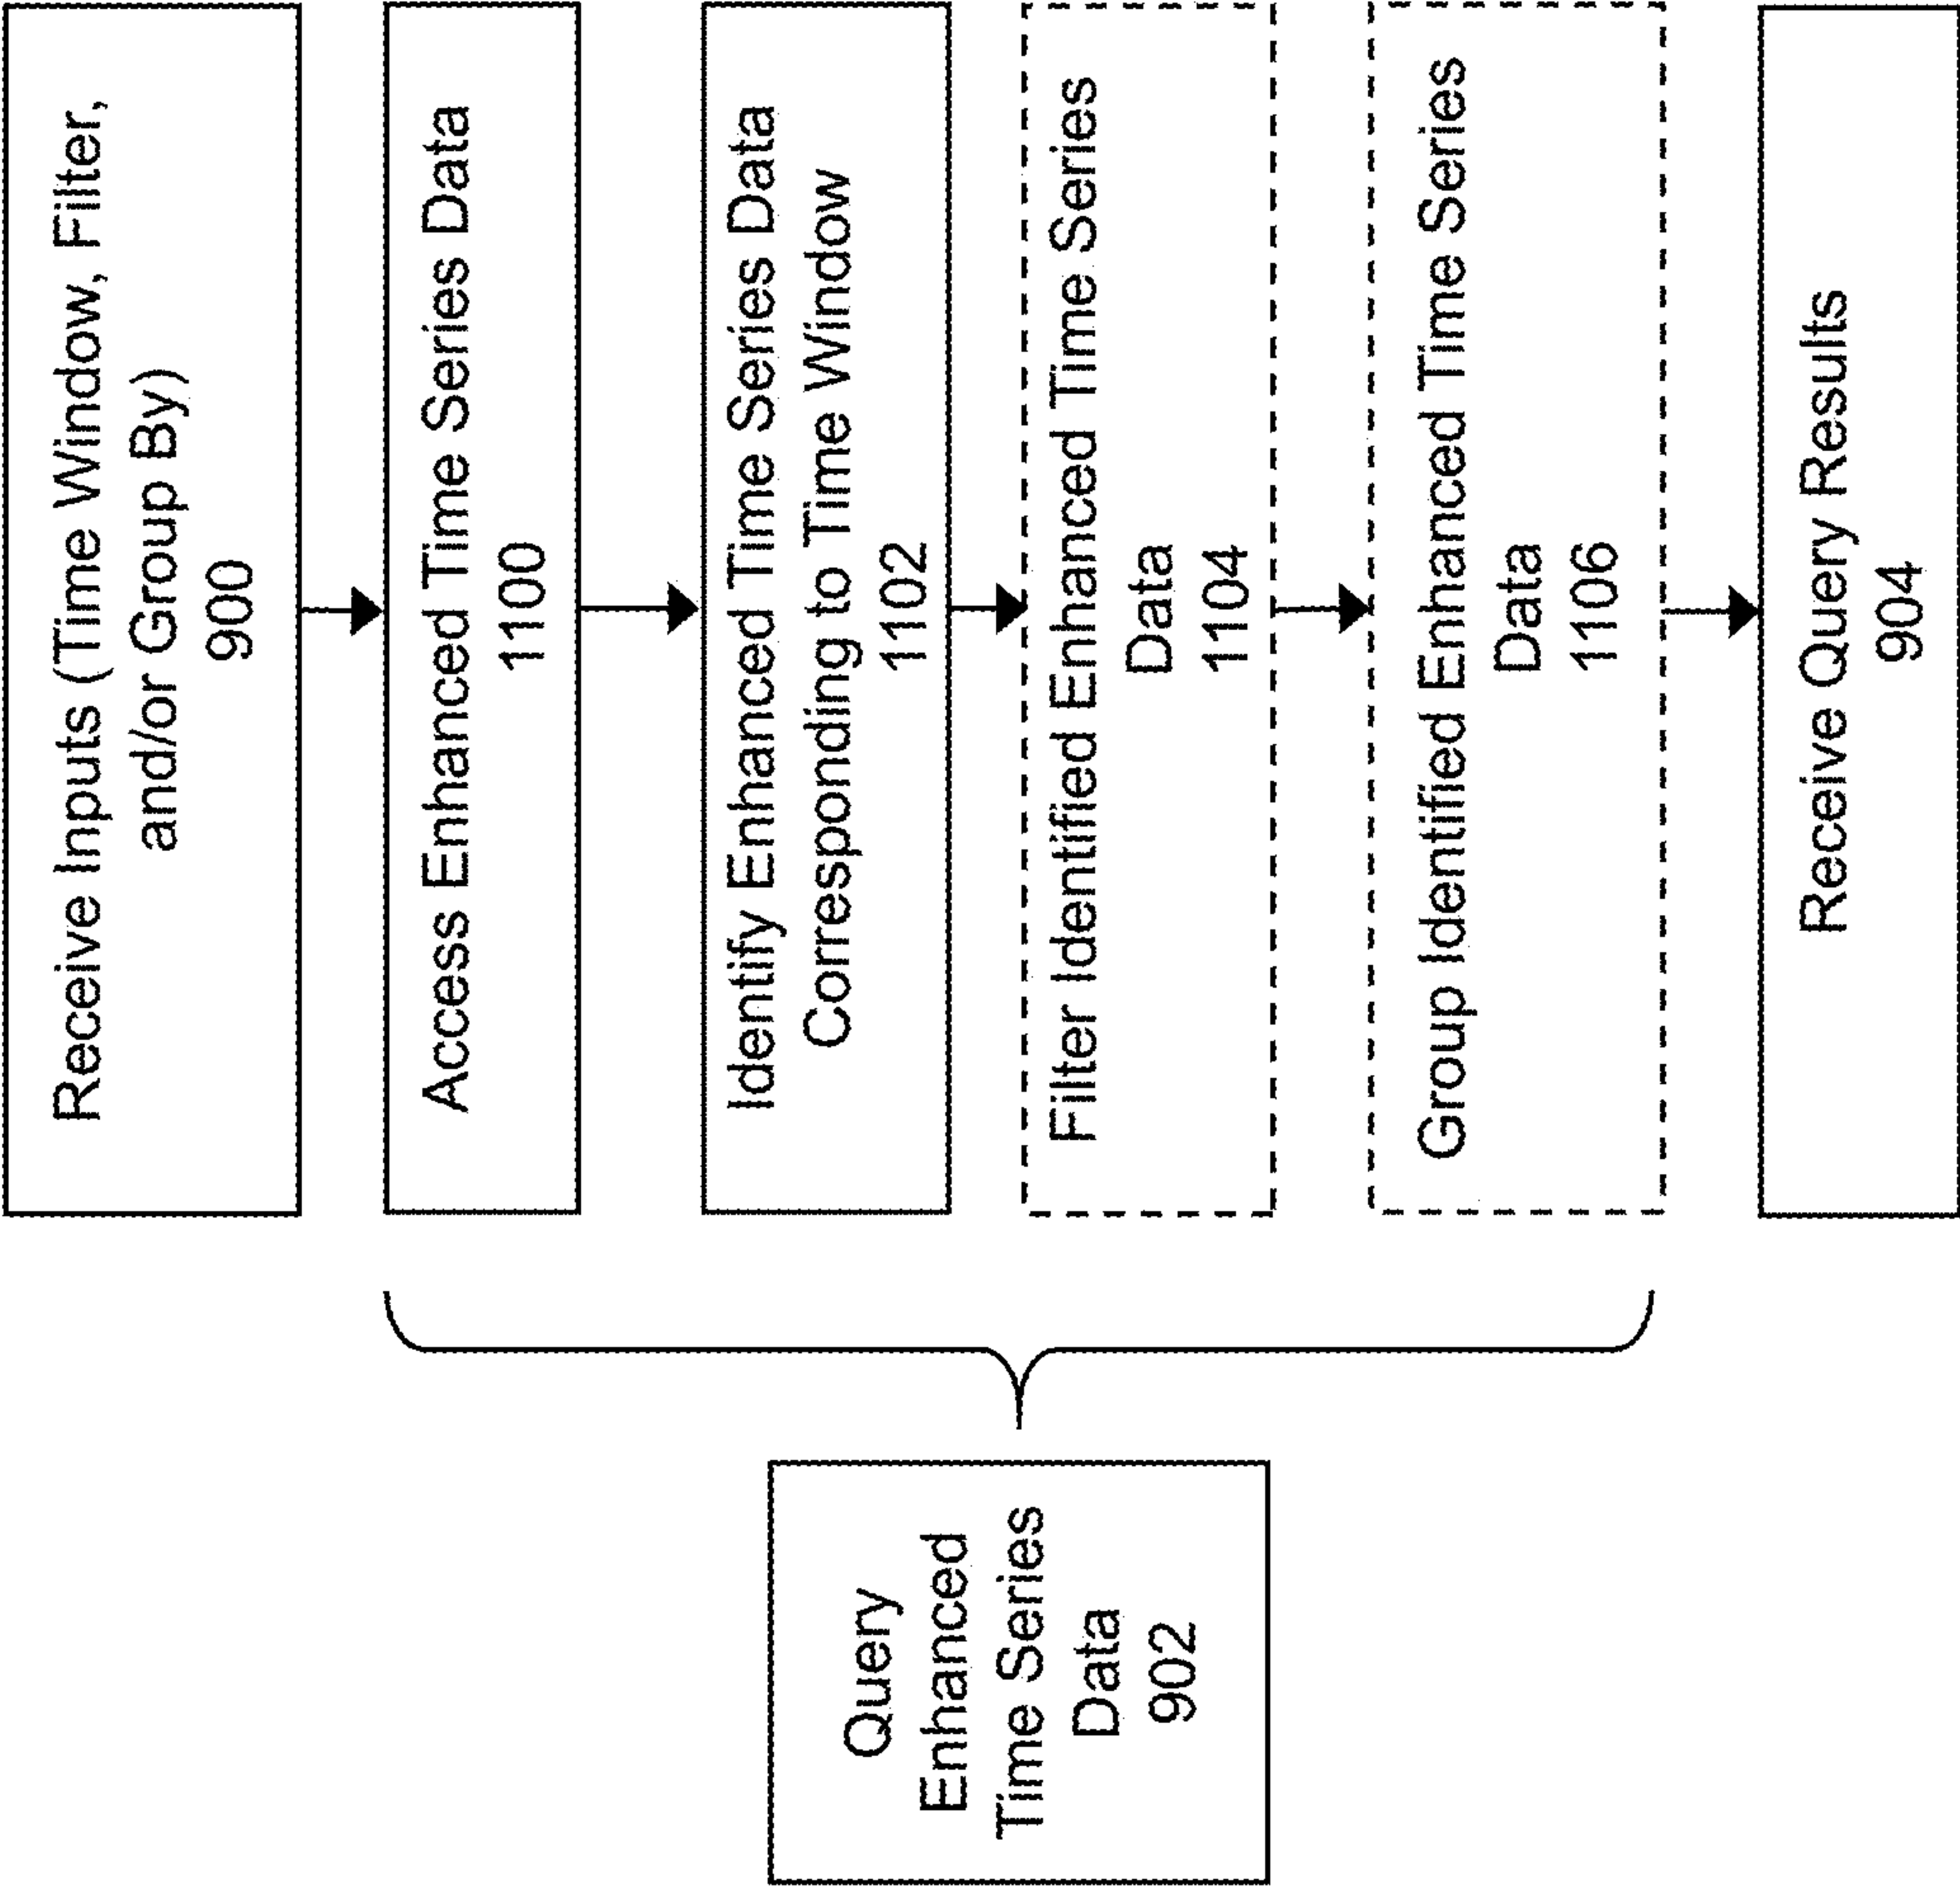 Receive Inputs (Time Window, Filter,
and/or Group By)
900
Access Enhanced Time Series Data
1100
Identify Enhanced Time Series Data
Corresponding to Time Window
1102
Filter Identified Enhanced Time Series
Data
1104
Group Identified Enhanced Time Series
Data
1106
Receive Query Results
904
Query
Enhanced
Time Series
Data
902